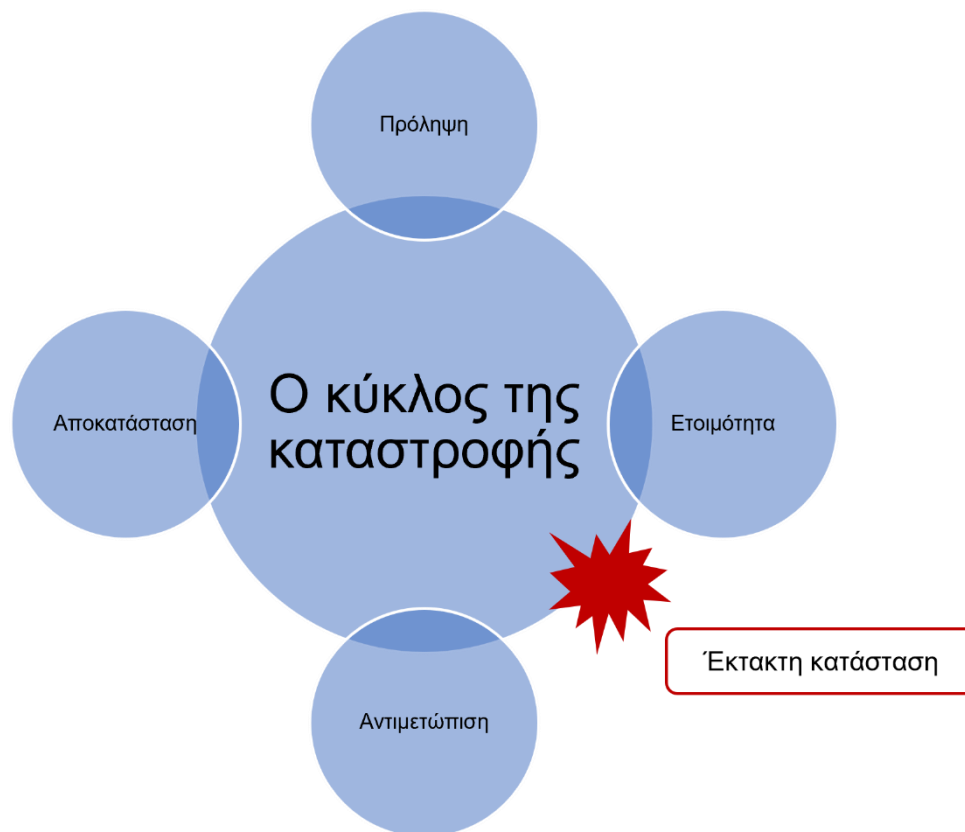 Πρόληψη
Ο κύκλος της
καταστροφής
Αποκατάσταση
Ετοιμότητα
Έκτακτη κατάσταση
Αντιμετώπιση